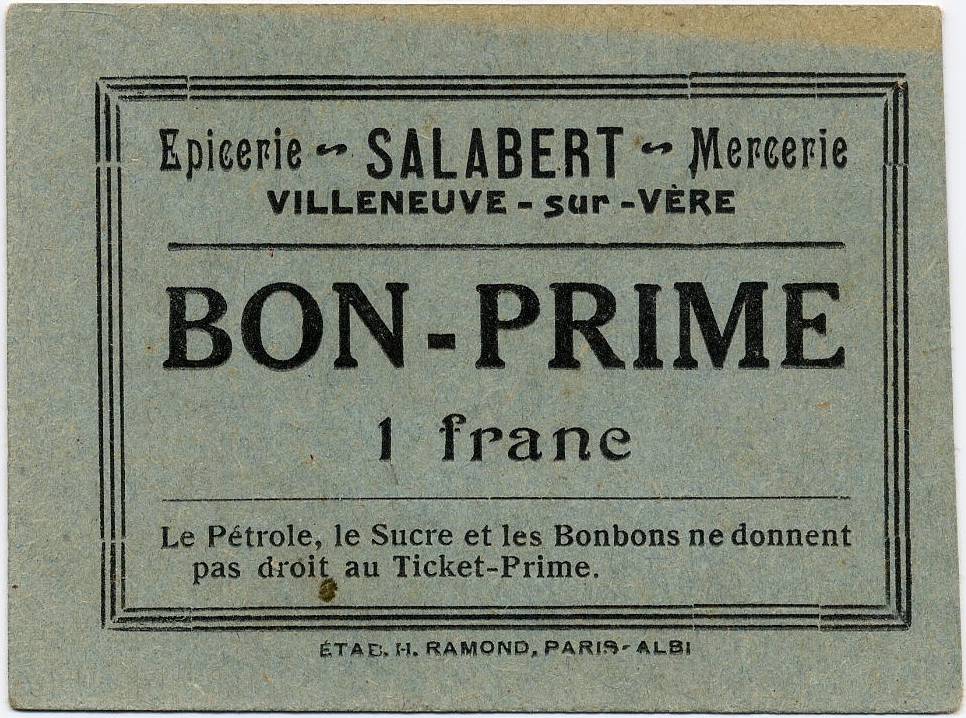 Epicerie ~ SALABERT ~ Mercerie
VILLENEUVE - sur - VÈRE
BON-PRIME
1 franc
Le Pétrole, le Sucre et les Bonbons ne donnent
pas droit au Ticket-Prime.
ÉTAB. H. RAMOND, PARIS-ALBI